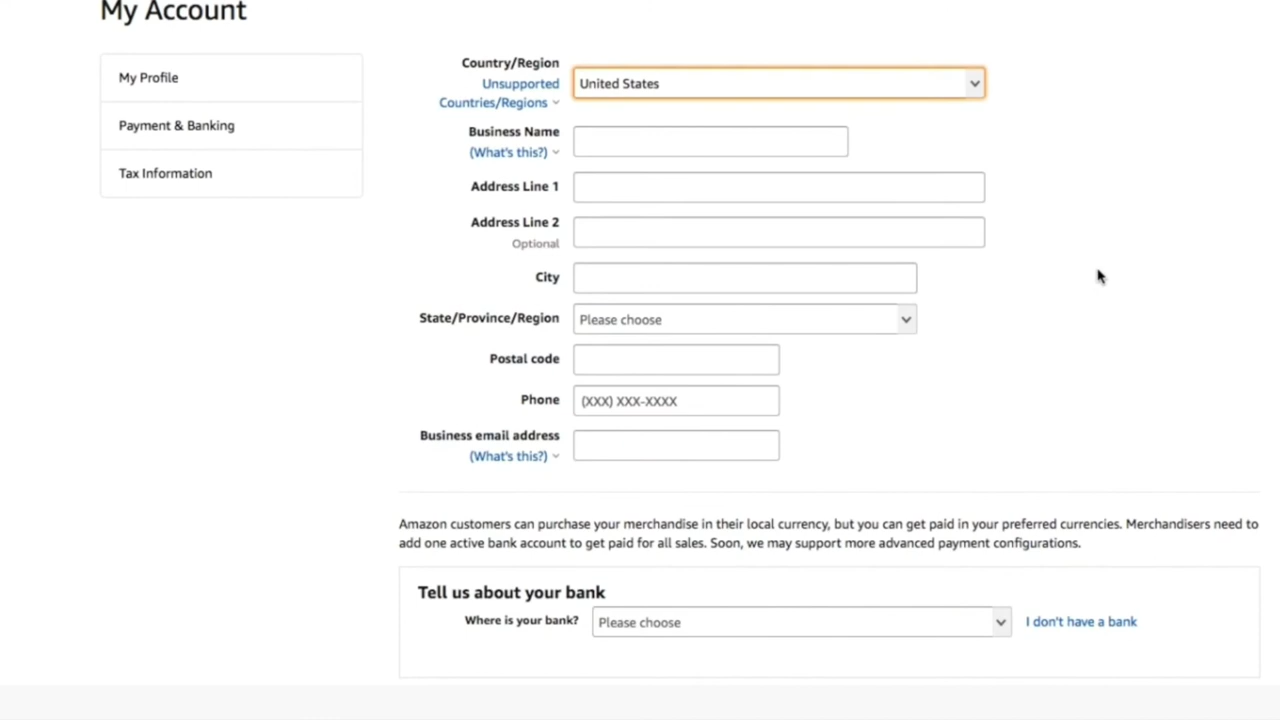 My Account
My Profile
Payment & Banking
Tax Information
Country/Region
Unsupported
Countries/Regions
United States
Business Name
(What's this?)
Address Line 1
Address Line 2
Optional
City
State/Province/Region
Please choose
Postal code
Phone
(XXX) XXX-XXXX
Business email address
(What's this?)
Amazon customers can purchase your merchandise in their local currency, but you can get paid in your preferred currencies. Merchandisers need to
add one active bank account to get paid for all sales. Soon, we may support more advanced payment configurations.
Tell us about your bank
Where is your bank?
Please choose
I don't have a bank